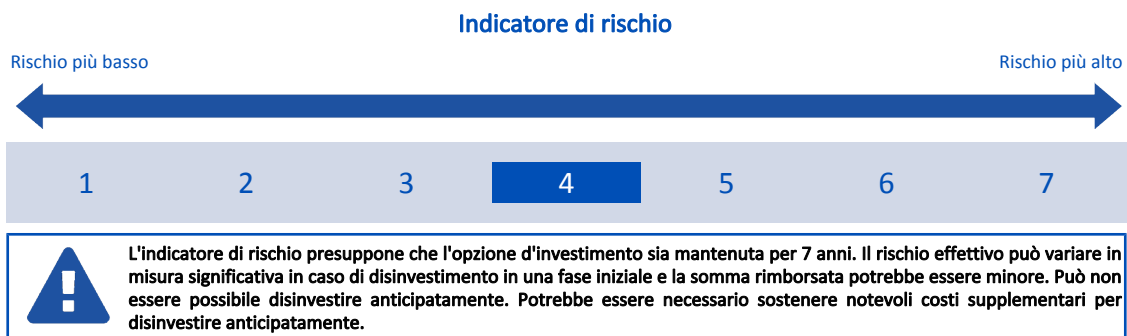 Indicatore di rischio
Rischio più basso
Rischio più alto
1 2 3 4 5 6 7
L'indicatore di rischio presuppone che l'opzione d'investimento sia mantenuta per 7 anni. Il rischio effettivo può variare in
misura significativa in caso di disinvestimento in una fase iniziale e la somma rimborsata potrebbe essere minore. Può non
essere possibile disinvestire anticipatamente. Potrebbe essere necessario sostenere notevoli costi supplementari per
disinvestire anticipatamente.